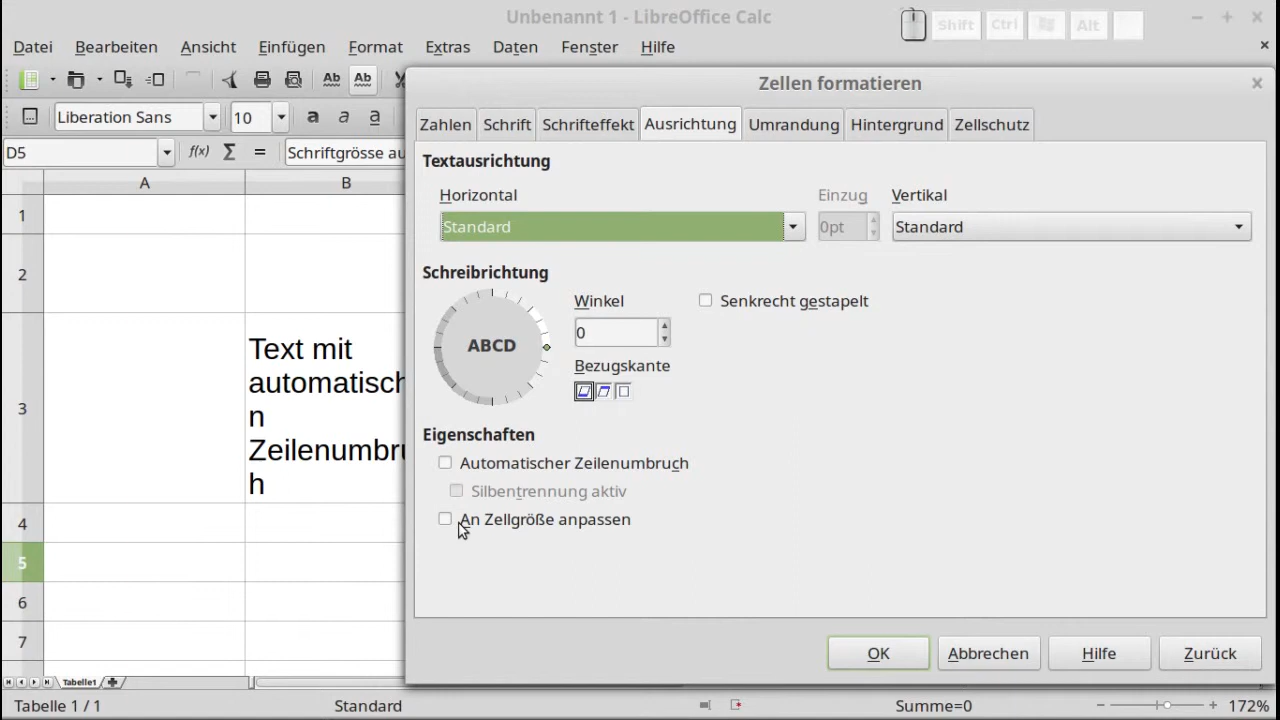 Unbenannt 1 - LibreOffice Calc
Shift Ctrl Alt
Datei Bearbeiten Ansicht Einfügen Format Extras Daten Fenster Hilfe
Ab Ab
Liberation Sans 10 a a a
D5 f(x) Σ = Schriftgrösse au
A B
1
2
3
4
5
6
7
Text mit
automatisch
n
Zeilenumbru
h
Zellen formatieren
Zahlen Schrift Schrifteffekt Ausrichtung Umrandung Hintergrund Zellschutz
Textausrichtung
Horizontal Einzug Vertikal
Standard 0pt Standard
Schreibrichtung
ABCD
Winkel
0
Senkrecht gestapelt
Bezugskante
Eigenschaften
Automatischer Zeilenumbruch
Silbentrennung aktiv
An Zellgröße anpassen
OK Abbrechen Hilfe Zurück
Tabelle1
Tabelle 1 / 1 Standard Summe=0 172%